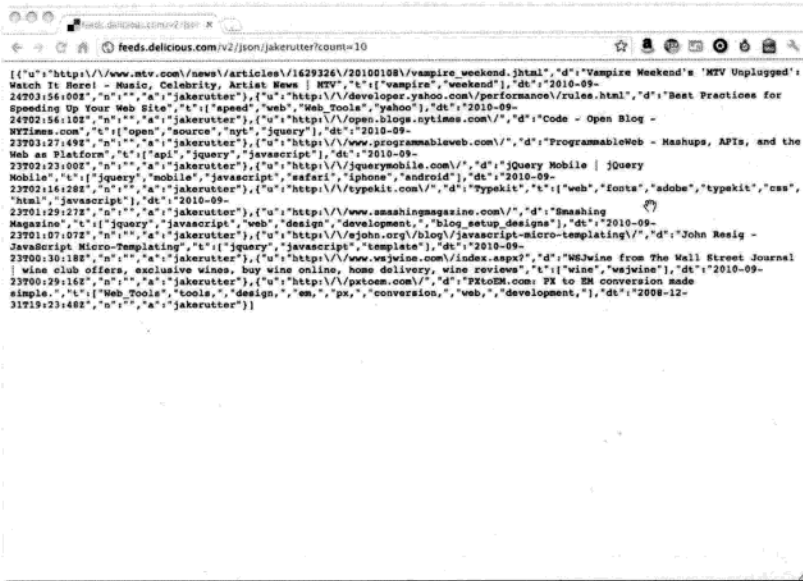 feeds.delicious.com/v2/json
feeds.delicious.com/v2/json/jakerutter?count=10
[{"u":"http:\/\/www.mtv.com\/news\/articles\/1629326\/20100108\/vampire_weekend.jhtml","d":"Vampire Weekend's 'MTV Unplugged':
Watch It Here! - Music, Celebrity, Artist News | MTV","t":["vampire","weekend"],"dt":"2010-09-
24T03:56:00Z","n":"","a":"jakerutter"},{"u":"http:\/\/developer.yahoo.com\/performance\/rules.html","d":"Best Practices for
Speeding Up Your Web Site","t":["speed","web","Web_Tools","yahoo"],"dt":"2010-09-
24T02:56:10Z","n":"","a":"jakerutter"},{"u":"http:\/\/open.blogs.nytimes.com\/","d":"Code - Open Blog -
NYTimes.com","t":["open","source","nyt","jquery"],"dt":"2010-09-
23T03:27:49Z","n":"","a":"jakerutter"},{"u":"http:\/\/www.programmableweb.com\/","d":"ProgrammableWeb - Mashups, APIs, and the
Web as Platform","t":["api","jquery","javascript"],"dt":"2010-09-
23T02:23:00Z","n":"","a":"jakerutter"},{"u":"http:\/\/jquerymobile.com\/","d":"jQuery Mobile | jQuery
Mobile","t":["jquery","mobile","javascript","safari","iphone","android"],"dt":"2010-09-
23T02:16:28Z","n":"","a":"jakerutter"},{"u":"http:\/\/typekit.com\/","d":"Typekit","t":["web","fonts","adobe","typekit","css",
"html","javascript"],"dt":"2010-09-
23T01:29:27Z","n":"","a":"jakerutter"},{"u":"http:\/\/www.smashingmagazine.com\/","d":"Smashing
Magazine","t":["jquery","javascript","web","design","development,","blog_setup_designs"],"dt":"2010-09-
23T01:07:07Z","n":"","a":"jakerutter"},{"u":"http:\/\/ejohn.org\/blog\/javascript-micro-templating\/","d":"John Resig -
JavaScript Micro-Templating","t":["jquery","javascript","template"],"dt":"2010-09-
23T00:30:18Z","n":"","a":"jakerutter"},{"u":"http:\/\/www.wsjwine.com\/index.aspx?","d":"WSJwine from The Wall Street Journal
| wine club offers, exclusive wines, buy wine online, home delivery, wine reviews","t":["wine","wsjwine"],"dt":"2010-09-
23T00:29:16Z","n":"","a":"jakerutter"},{"u":"http:\/\/pxtoem.com\/","d":"PXtoEM.com: PX to EM conversion made
simple.","t":["Web_Tools","tools,","design,","em,","px,","conversion,","web,","development,"],"dt":"2008-12-
31T19:23:48Z","n":"","a":"jakerutter"}]